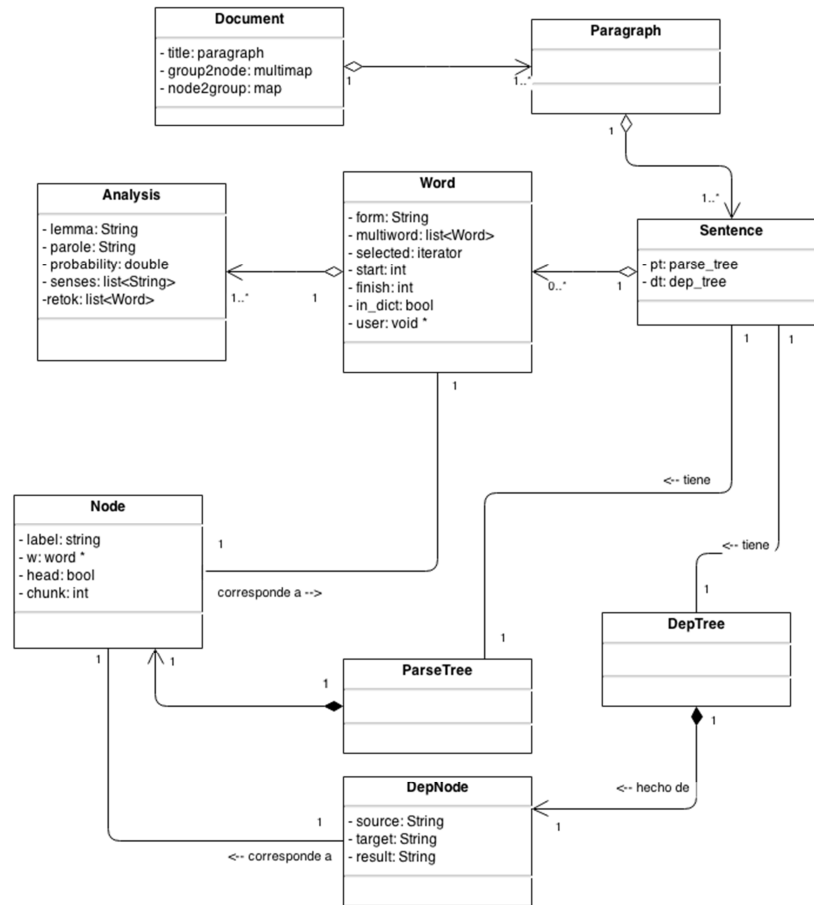 Document
- title: paragraph
- group2node: multimap
- node2group: map
1
1..*
Paragraph
1
1..*
Analysis
- lemma: String
- parole: String
- probability: double
- senses: list<String>
-retok: list<Word>
1..*
1
Word
- form: String
- multiword: list<Word>
- selected: iterator
- start: int
- finish: int
- in_dict: bool
- user: void *
0..*
1
Sentence
- pt: parse_tree
- dt: dep_tree
1
1
1
<-- tiene
<-- tiene
Node
- label: string
- w: word *
- head: bool
- chunk: int
1
corresponde a -->
1
1
1
1
1
ParseTree
DepTree
1
<-- hecho de
1
DepNode
- source: String
- target: String
- result: String
1
<-- corresponde a